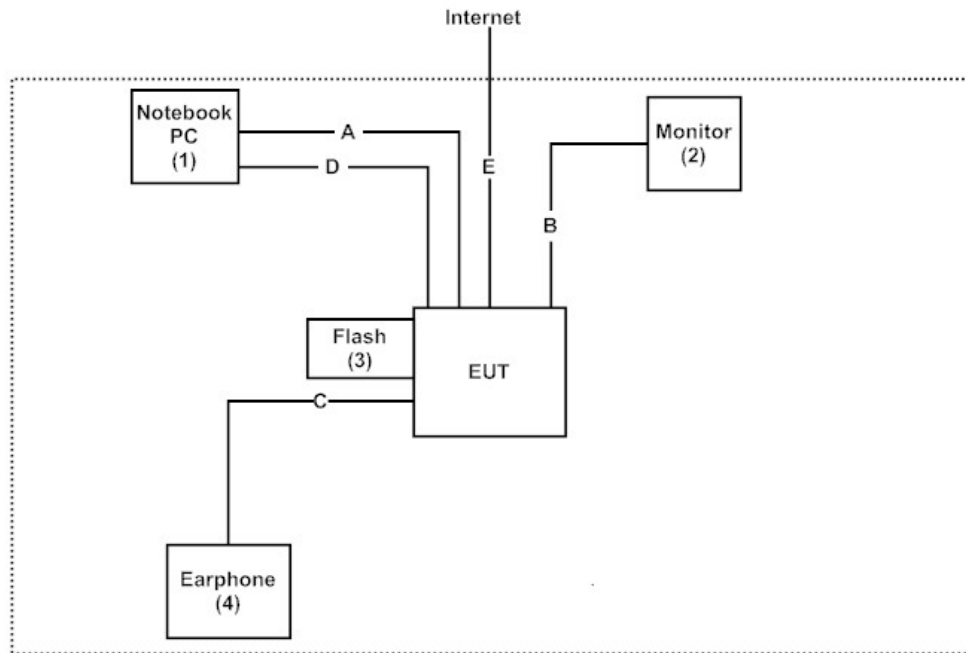 Internet
Notebook
PC
(1)
A
D
E
Monitor
(2)
B
Flash
(3)
EUT
C
Earphone
(4)